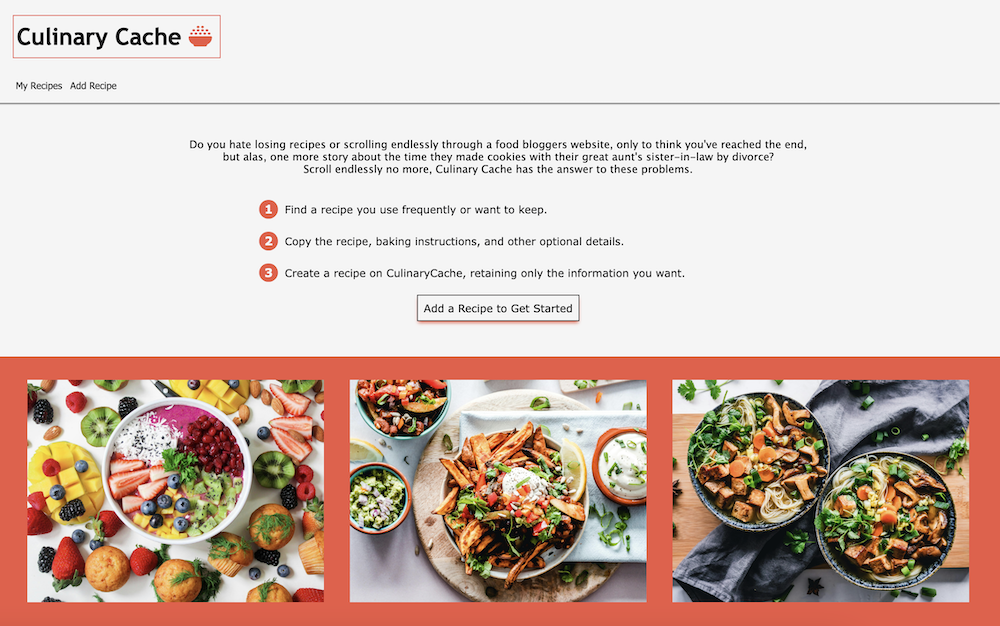 Culinary Cache
My Recipes Add Recipe
Do you hate losing recipes or scrolling endlessly through a food bloggers website, only to think you've reached the end,
but alas, one more story about the time they made cookies with their great aunt's sister-in-law by divorce?
Scroll endlessly no more, Culinary Cache has the answer to these problems.
1 Find a recipe you use frequently or want to keep.
2 Copy the recipe, baking instructions, and other optional details.
3 Create a recipe on CulinaryCache, retaining only the information you want.
Add a Recipe to Get Started